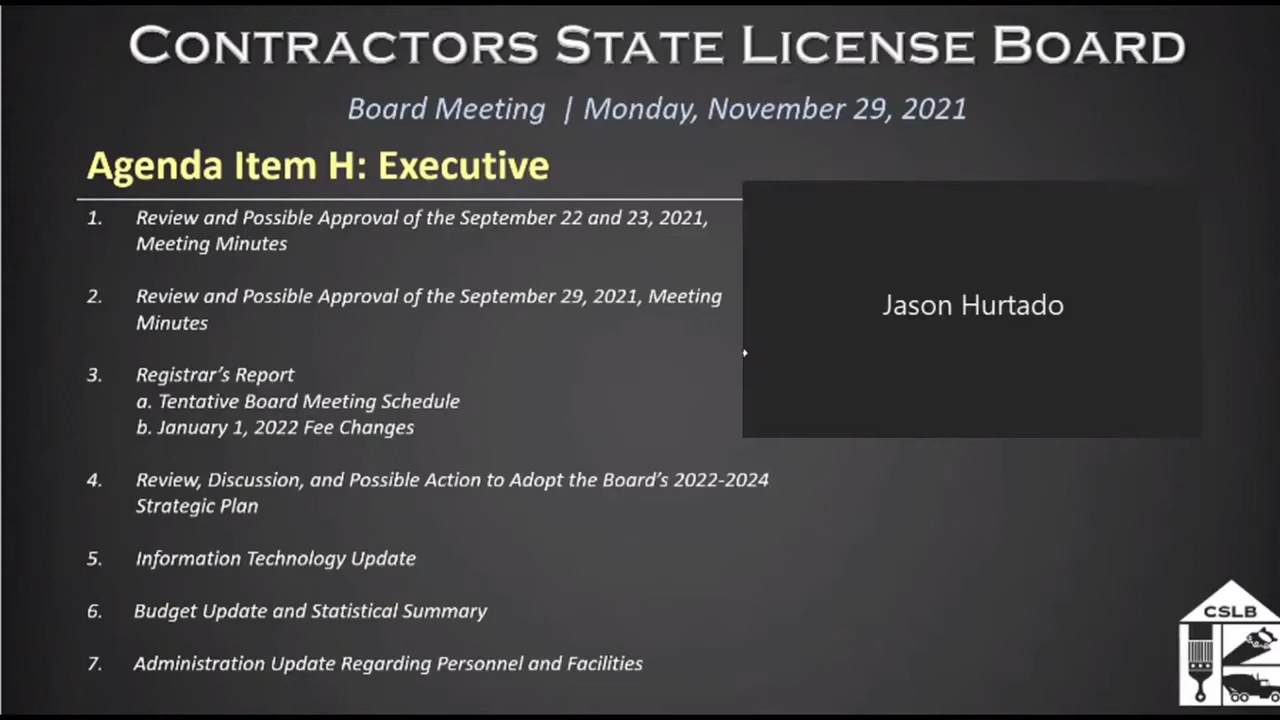 CONTRACTORS STATE LICENSE BOARD
Board Meeting | Monday, November 29, 2021
Agenda Item H: Executive
1. Review and Possible Approval of the September 22 and 23, 2021,
Meeting Minutes
2. Review and Possible Approval of the September 29, 2021, Meeting
Minutes
3. Registrar’s Report
a. Tentative Board Meeting Schedule
b. January 1, 2022 Fee Changes
4. Review, Discussion, and Possible Action to Adopt the Board’s 2022-2024
Strategic Plan
5. Information Technology Update
6. Budget Update and Statistical Summary
7. Administration Update Regarding Personnel and Facilities
Jason Hurtado
CSLB